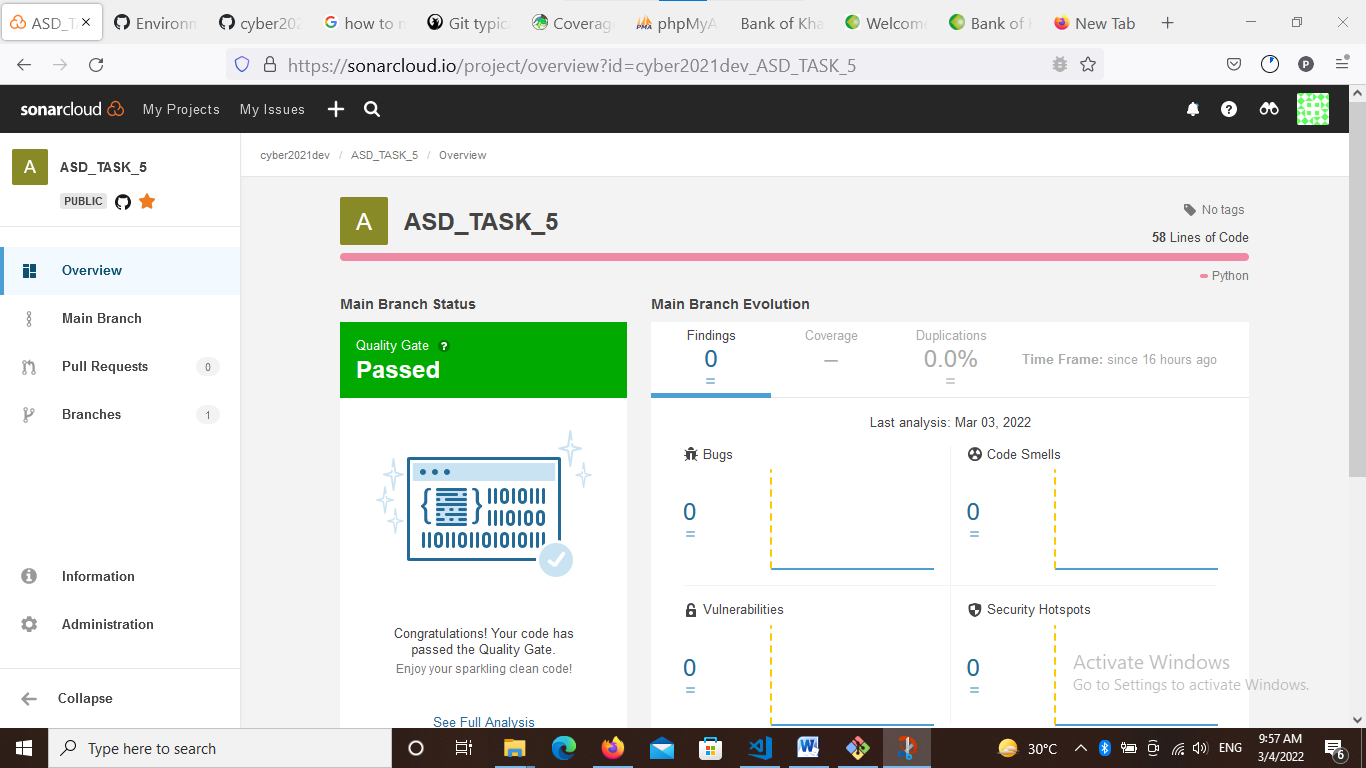 ASD_TA
Environm
cyber202
how to m
Git typic
Coverag
PMA
phpMyA
Bank of Kha
Welcome
Bank of
New Tab
https://sonarcloud.io/project/overview?id=cyber2021dev_ASD_TASK_5
P
sonarcloud
My Projects
My Issues
A
ASD_TASK_5
PUBLIC
cyber2021dev / ASD_TASK_5 / Overview
Overview
Main Branch
Pull Requests 0
Branches 1
Information
Administration
Collapse
A
ASD_TASK_5
No tags
58 Lines of Code
Python
Main Branch Status
Quality Gate ?
Passed
{ } IIOIOIII
IIIOIOO
IIOIIOIIOIOIOIII
Congratulations! Your code has
passed the Quality Gate.
Enjoy your sparkling clean code!
See Full Analysis
Main Branch Evolution
Findings
0
=
Coverage
–
Duplications
0.0%
=
Time Frame: since 16 hours ago
Last analysis: Mar 03, 2022
Bugs
0
=
Code Smells
0
=
Vulnerabilities
0
=
Security Hotspots
0
=
Activate Windows
Go to Settings to activate Windows.
Type here to search
30°C
ENG
9:57 AM
3/4/2022
6